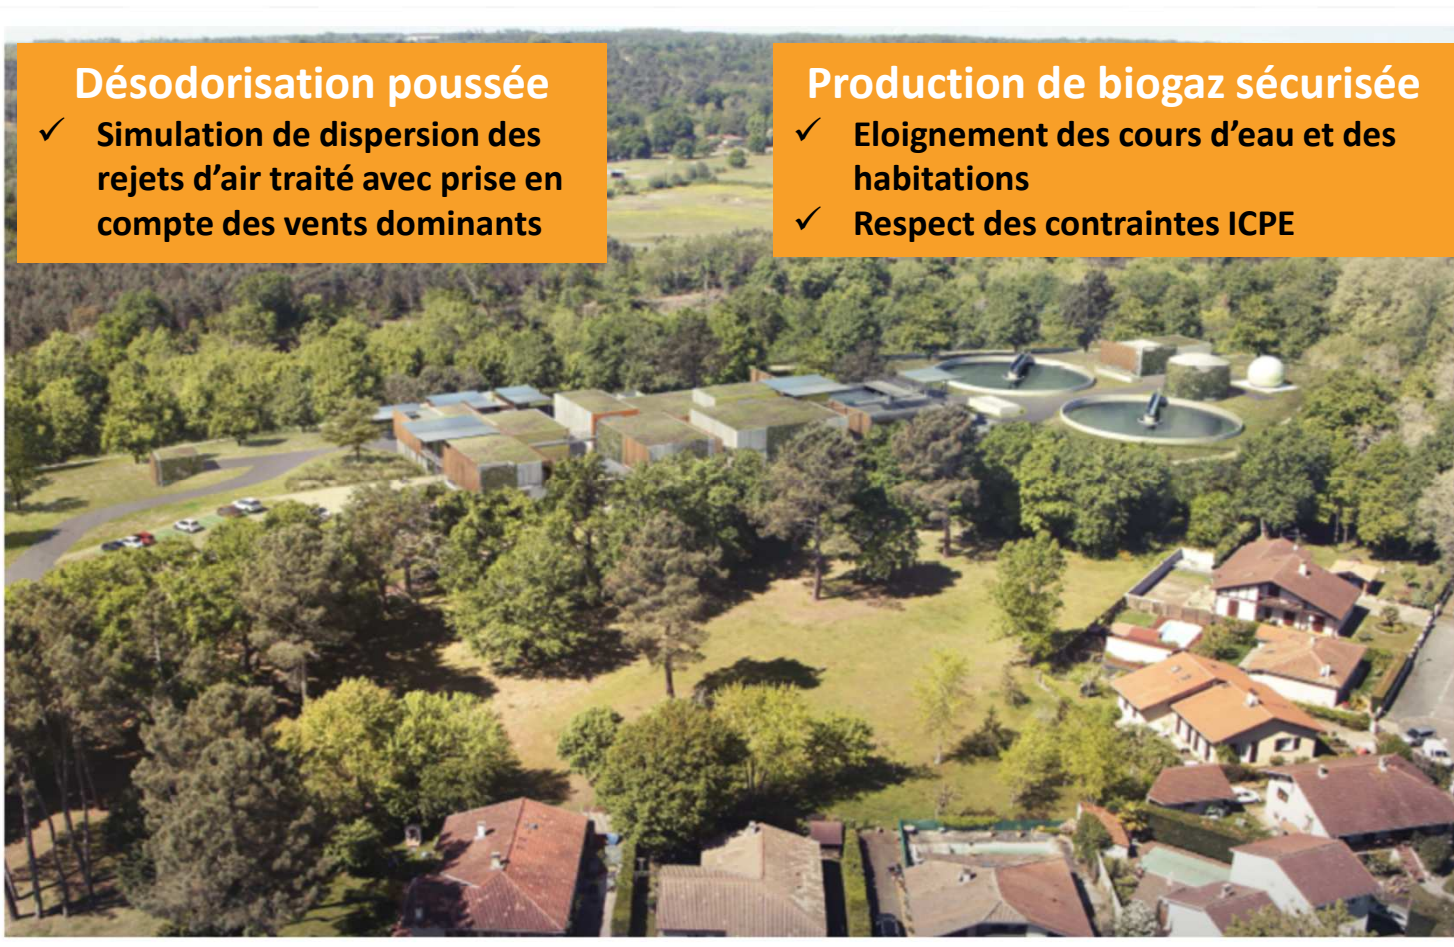 Désodorisation poussée
✓ Simulation de dispersion des
rejets d’air traité avec prise en
compte des vents dominants
Production de biogaz sécurisée
✓ Eloignement des cours d’eau et des
habitations
✓ Respect des contraintes ICPE